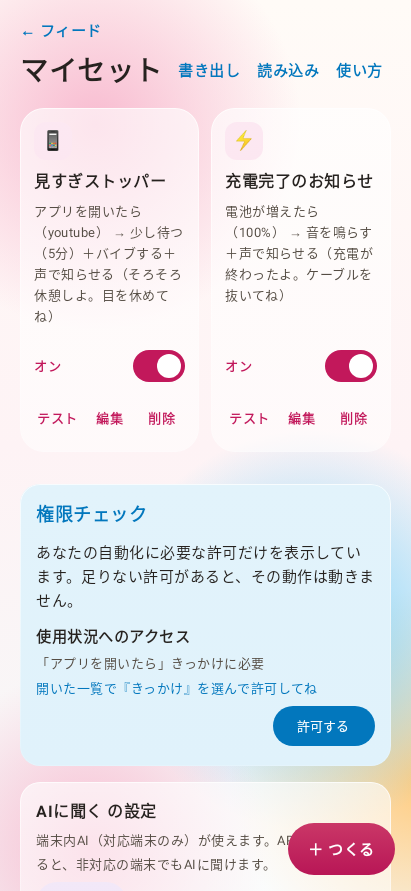 ← フィード
マイセット 書き出し 読み込み 使い方
見すぎストッパー
アプリを開いたら
（youtube） → 少し待つ
（5分）＋バイブする＋
声で知らせる（そろそろ
休憩しよ。目を休めて
ね）
オン
テスト 編集 削除
充電完了のお知らせ
電池が増えたら
（100%） → 音を鳴らす
＋声で知らせる（充電が
終わったよ。ケーブルを
抜いてね）
オン
テスト 編集 削除
権限チェック
あなたの自動化に必要な許可だけを表示してい
ます。足りない許可があると、その動作は動きま
せん。
使用状況へのアクセス
「アプリを開いたら」きっかけに必要
開いた一覧で『きっかけ』を選んで許可してね
許可する
AIに聞く の設定
端末内AI（対応端末のみ）が使えます。
ると、非対応の端末でもAIに聞けます。
＋ つくる